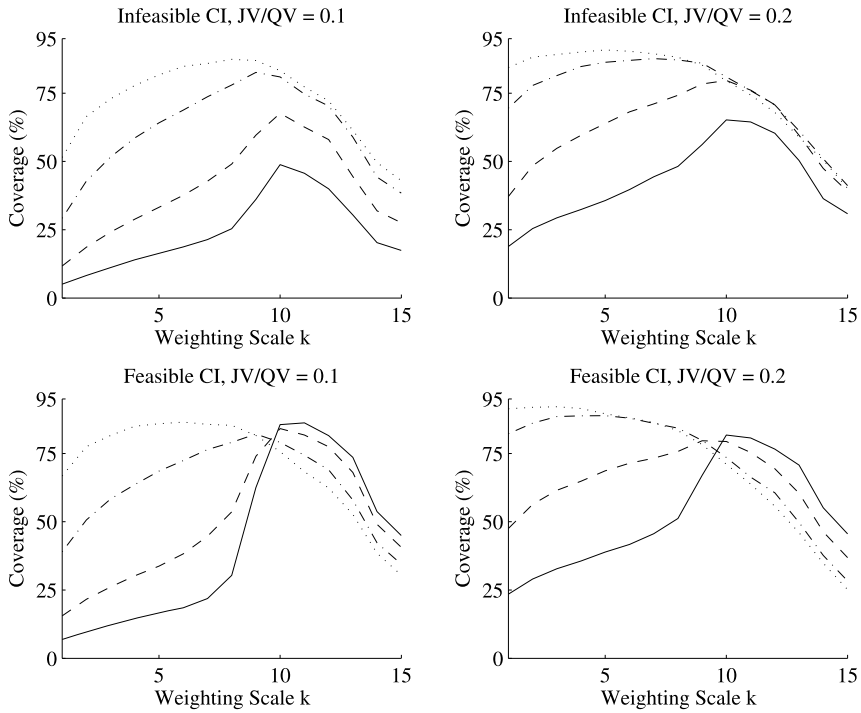 Infeasible CI, JV/QV = 0.1
95
75
50
25
0
Coverage (%)
5
10
15
Weighting Scale k
Infeasible CI, JV/QV = 0.2
95
75
50
25
0
Coverage (%)
5
10
15
Weighting Scale k
Feasible CI, JV/QV = 0.1
95
75
50
25
0
Coverage (%)
5
10
15
Weighting Scale k
Feasible CI, JV/QV = 0.2
95
75
50
25
0
Coverage (%)
5
10
15
Weighting Scale k